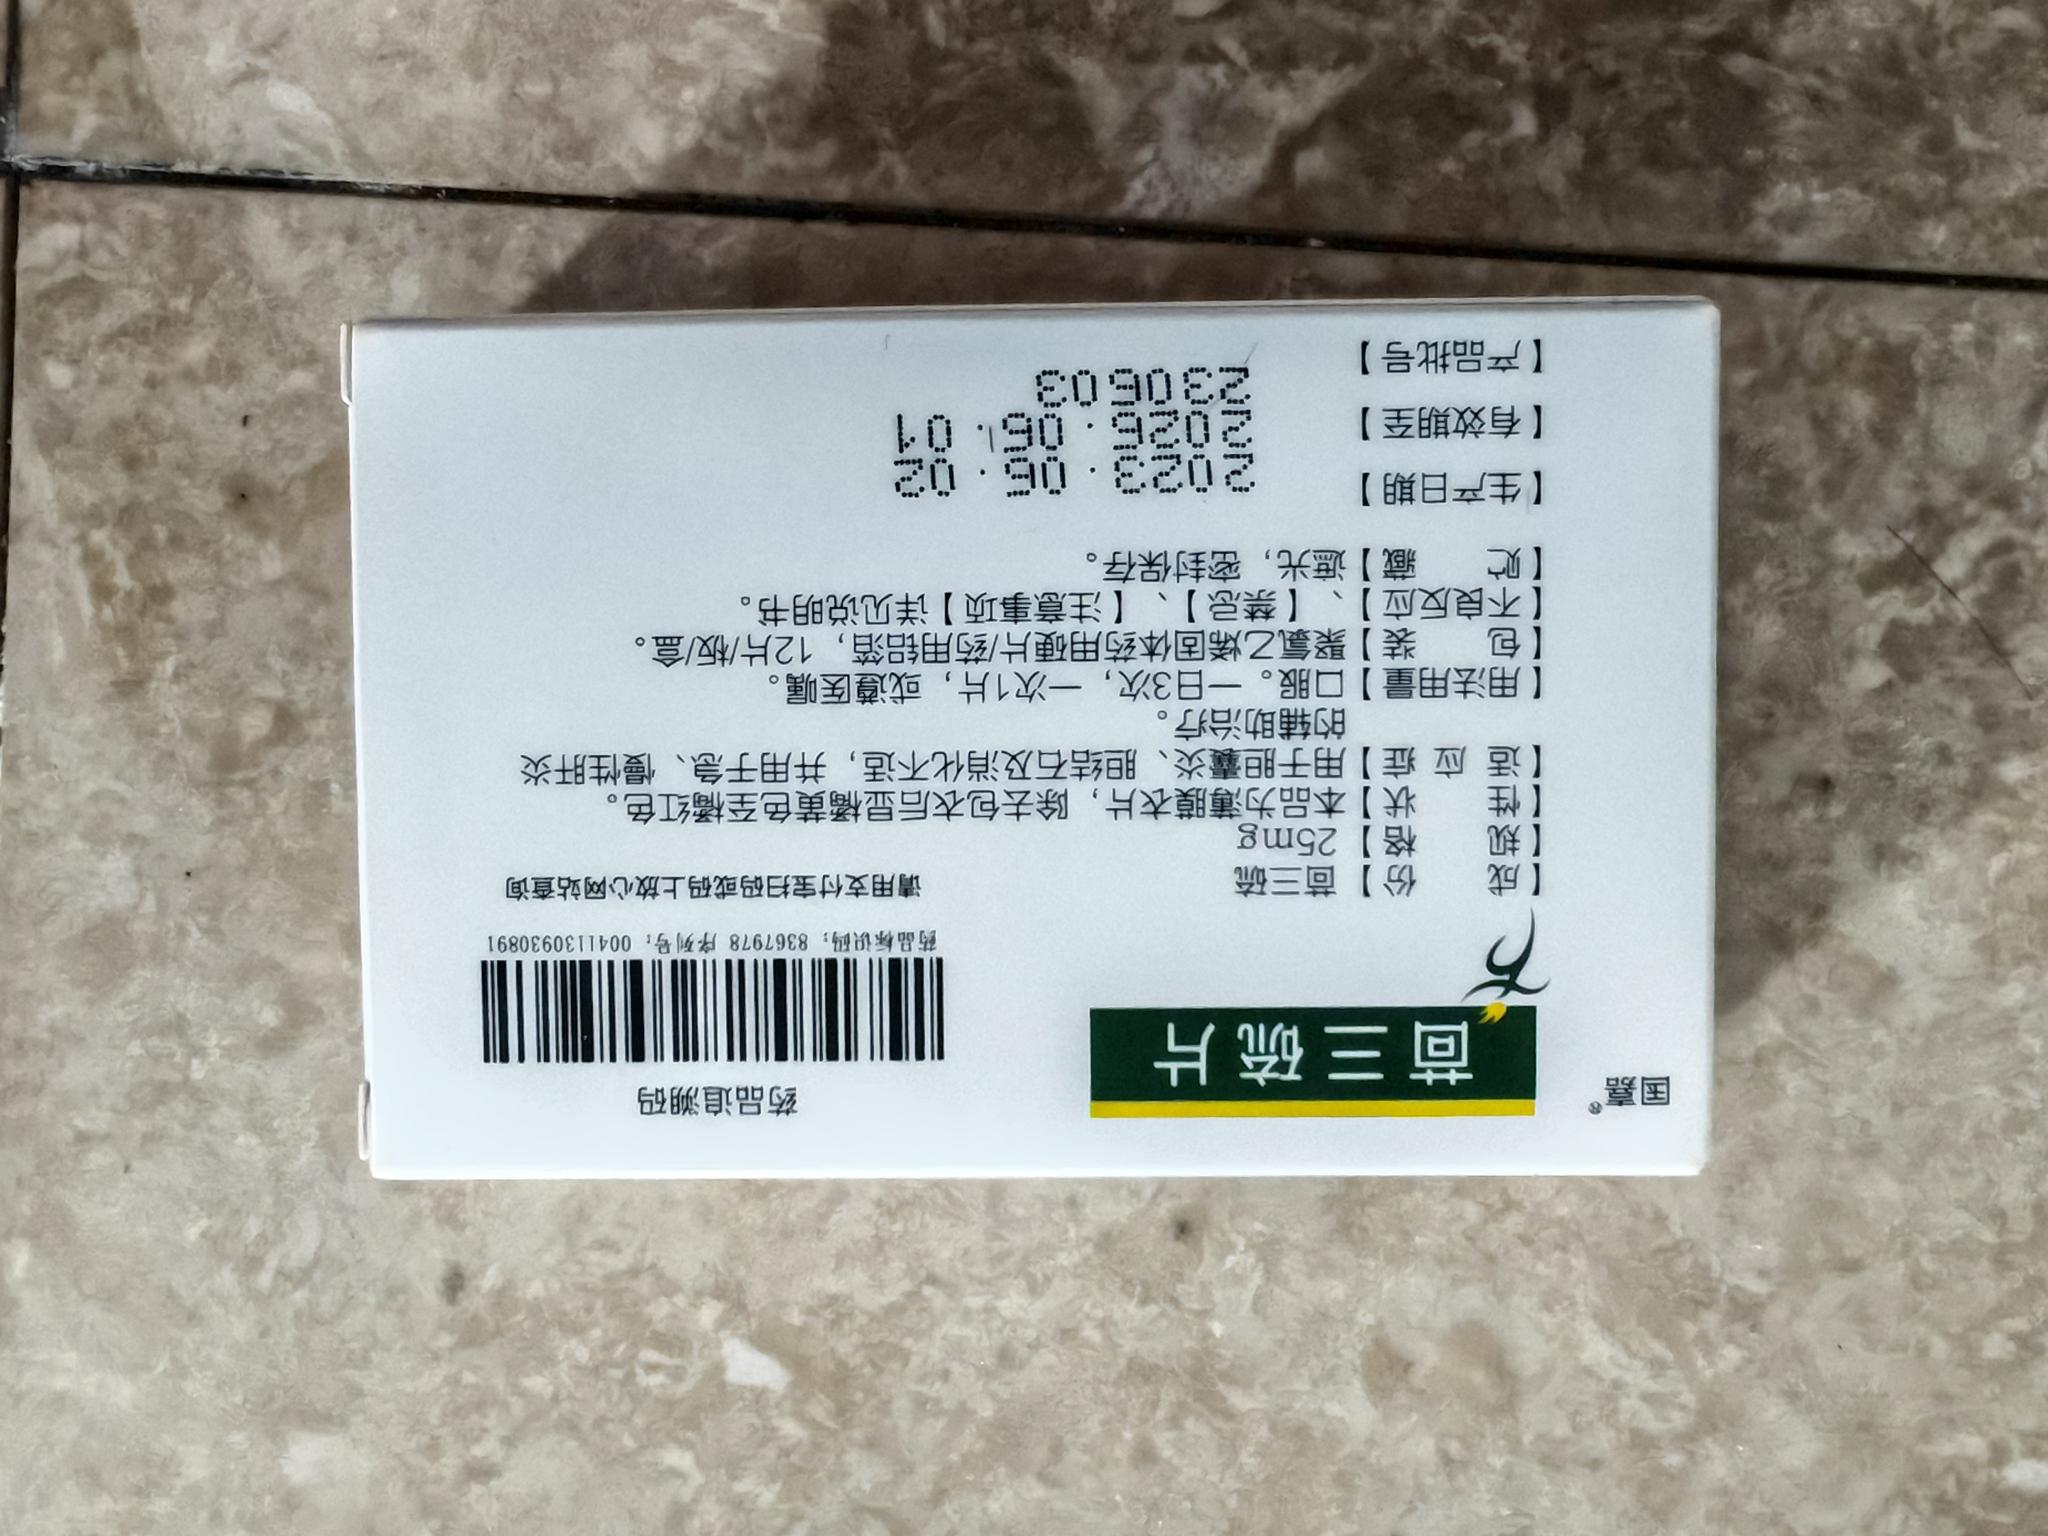 国嘉®
茴三硫片
药品追溯码
药品标识码：8367978 序列号：0041130930891
请用支付宝扫码或码上放心网站查询
【成 份】茴三硫
【规 格】25mg
【性 状】本品为薄膜衣片，除去包衣后显橘黄色至橘红色。
【适 应 症】用于胆囊炎、胆结石及消化不适，并用于急、慢性肝炎
的辅助治疗。
【用法用量】口服。一日3次，一次1片，或遵医嘱。
【包 装】聚氯乙烯固体药用硬片/药用铝箔，12片/板/盒。
【不良反应】、【禁忌】、【注意事项】详见说明书。
【贮 藏】遮光，密封保存。
【生产日期】2023.06.02
【有效期至】2026.06.01
【产品批号】230603